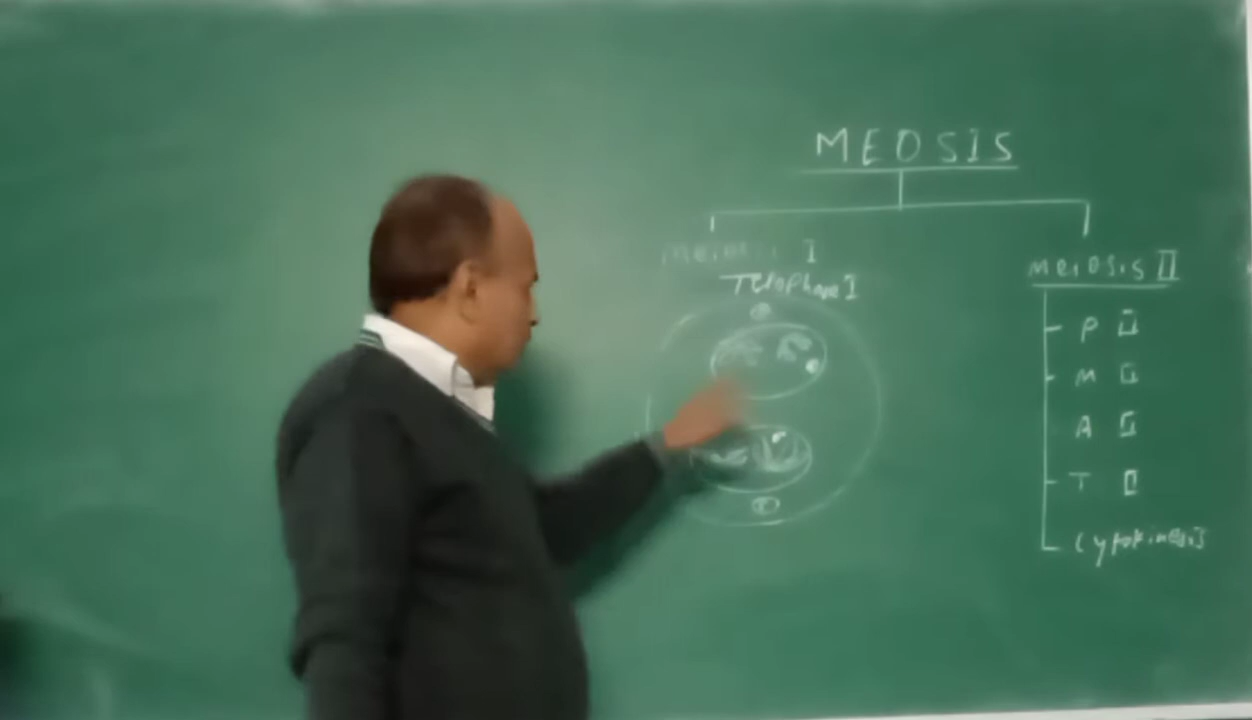 MEOSIS
meiosis I
Telophase I
meiosis II
P II
M II
A II
T II
Cytokinesis